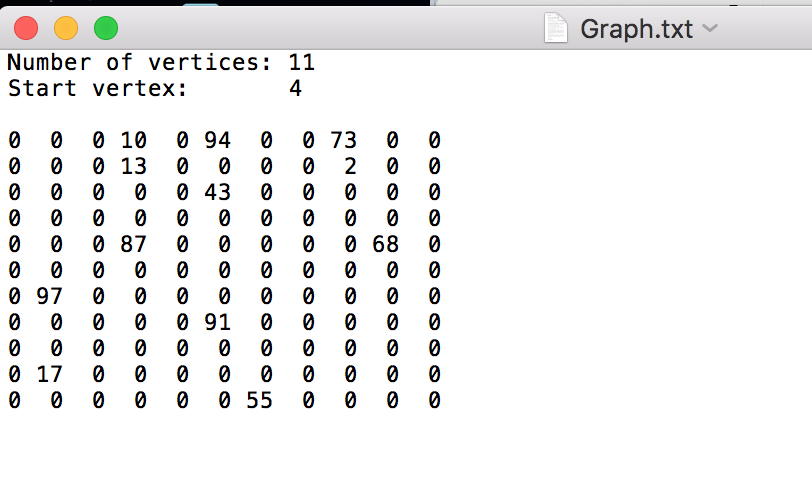 Graph.txt
Number of vertices: 11
Start vertex:       4
0  0  0 10  0 94  0  0 73  0  0
0  0  0 13  0  0  0  0  2  0  0
0  0  0  0  0 43  0  0  0  0  0
0  0  0  0  0  0  0  0  0  0  0
0  0  0 87  0  0  0  0  0 68  0
0  0  0  0  0  0  0  0  0  0  0
0 97  0  0  0  0  0  0  0  0  0
0  0  0  0  0 91  0  0  0  0  0
0  0  0  0  0  0  0  0  0  0  0
0 17  0  0  0  0  0  0  0  0  0
0  0  0  0  0  0 55  0  0  0  0